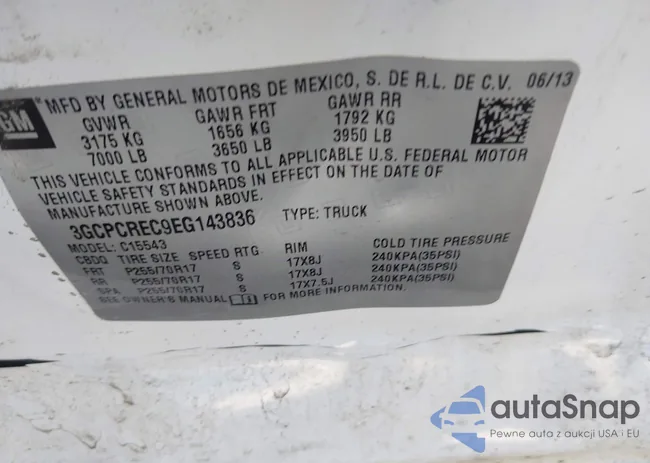 GM
MFD BY GENERAL MOTORS DE MEXICO, S. DE R.L. DE C.V. 06/13
GVWR GAWR FRT GAWR RR
3175 KG 1656 KG 1792 KG
7000 LB 3650 LB 3950 LB
THIS VEHICLE CONFORMS TO ALL APPLICABLE U.S. FEDERAL MOTOR
VEHICLE SAFETY STANDARDS IN EFFECT ON THE DATE OF
MANUFACTURE SHOWN ABOVE.
3GCPCREC9EG143836 TYPE: TRUCK
MODEL: C15543
CBDQ TIRE SIZE SPEED RTG RIM COLD TIRE PRESSURE
FRT P255/70R17 S 17X8J 240KPA(35PSI)
RR P255/70R17 S 17X8J 240KPA(35PSI)
SPA P255/70R17 S 17X7.5J 240KPA(35PSI)
SEE OWNER'S MANUAL FOR MORE INFORMATION.
autaSnap
Pewne auta z aukcji USA i EU